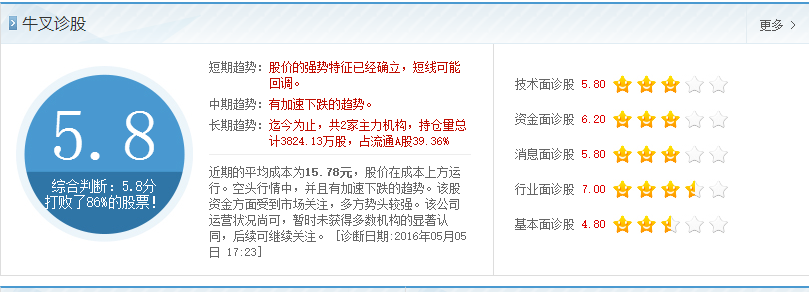 牛叉诊股
更多
5.8
综合判断：5.8分
打败了86%的股票！
短期趋势：股价的强势特征已经确立，短线可能
回调。
中期趋势：有加速下跌的趋势。
长期趋势：迄今为止，共2家主力机构，持仓量总
计3824.13万股，占流通A股39.36%
近期的平均成本为15.78元，股价在成本上方运
行。空头行情中，并且有加速下跌的趋势。该股
资金方面受到市场关注，多方势头较强。该公司
运营状况尚可，暂时未获得多数机构的显著认
同，后续可继续关注。 [诊断日期:2016年05月05
日 17:23]
技术面诊股 5.80
资金面诊股 6.20
消息面诊股 5.80
行业面诊股 7.00
基本面诊股 4.80